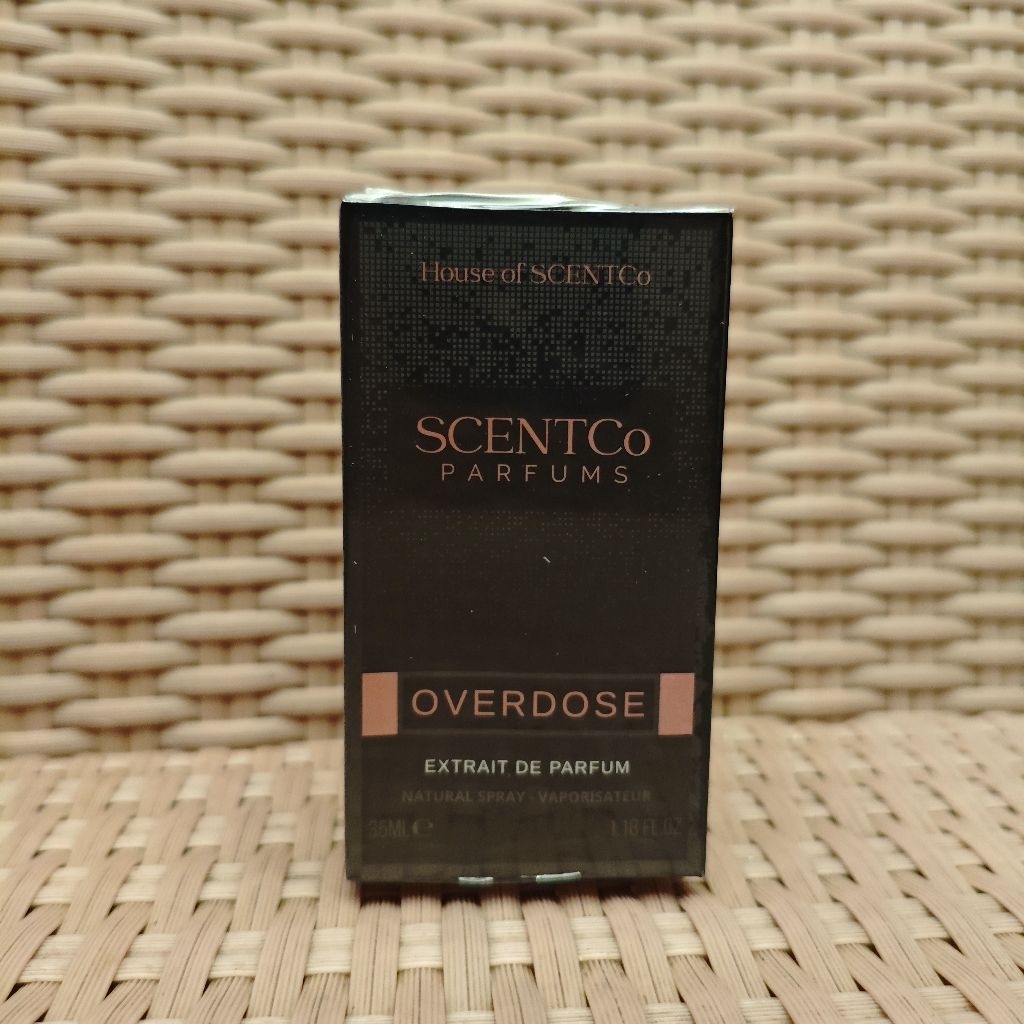 House of SCENTCo
SCENTCo
PARFUMS
OVERDOSE
EXTRAIT DE PARFUM
NATURAL SPRAY - VAPORISATEUR
35ML ℮ 1.18 FL.OZ